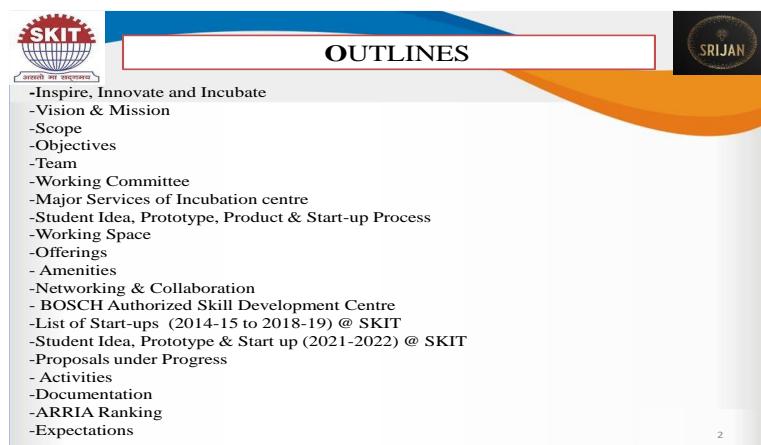 SKIT
असतो मा सद्गमय
OUTLINES
SRIJAN
-Inspire, Innovate and Incubate
-Vision & Mission
-Scope
-Objectives
-Team
-Working Committee
-Major Services of Incubation centre
-Student Idea, Prototype, Product & Start-up Process
-Working Space
-Offerings
- Amenities
-Networking & Collaboration
- BOSCH Authorized Skill Development Centre
-List of Start-ups (2014-15 to 2018-19) @ SKIT
-Student Idea, Prototype & Start up (2021-2022) @ SKIT
-Proposals under Progress
- Activities
-Documentation
-ARRIA Ranking
-Expectations
2